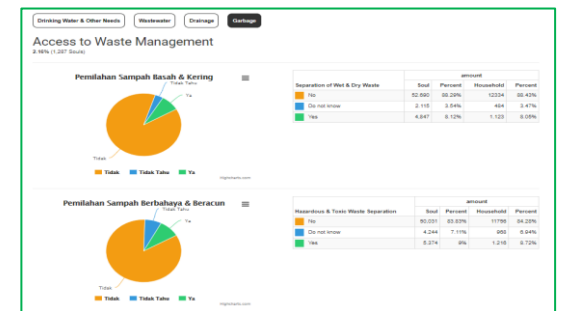 Drinking Water & Other Needs Wastewater Drainage Garbage
Access to Waste Management
2.16% (1.287 Souls)
Pemilahan Sampah Basah & Kering
Tidak Tahu
Ya
Tidak
Tidak Tidak Tahu Ya
Highcharts.com
Separation of Wet & Dry Waste amount
Soul Percent Household Percent
No 52.690 88.29% 12334 88.43%
Do not know 2.115 3.54% 484 3.47%
Yes 4.847 8.12% 1.123 8.05%
Pemilahan Sampah Berbahaya & Beracun
Tidak Tahu
Ya
Tidak
Tidak Tidak Tahu Ya
Highcharts.com
Hazardous & Toxic Waste Separation amount
Soul Percent Household Percent
No 50.031 83.83% 11756 84.28%
Do not know 4.244 7.11% 968 6.94%
Yes 5.374 9% 1.216 8.72%